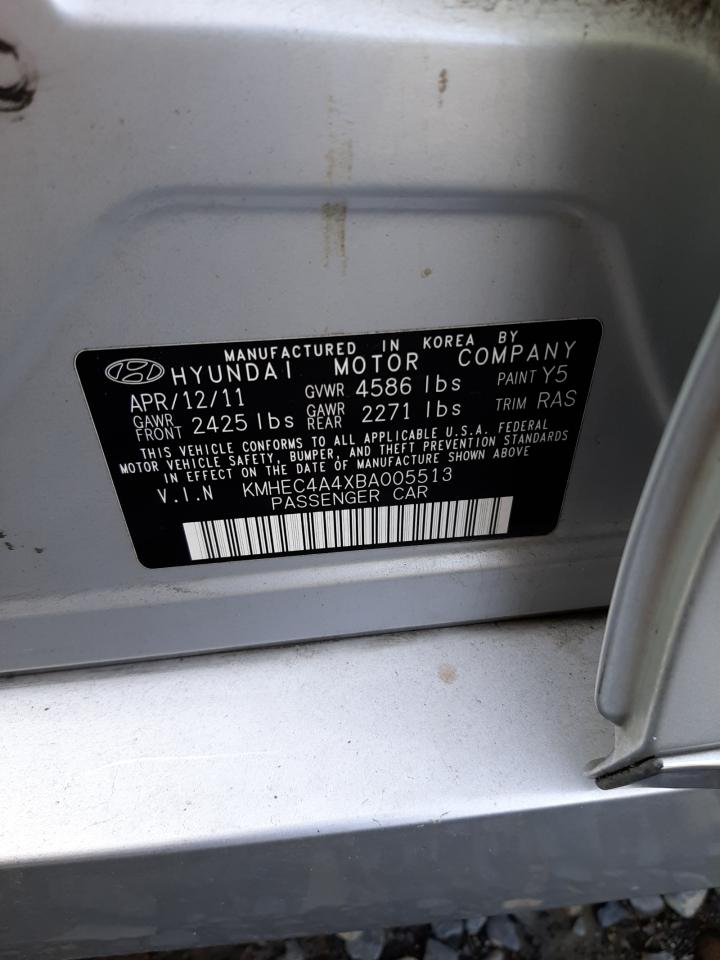 MANUFACTURED IN KOREA BY
HYUNDAI MOTOR COMPANY
APR/12/11 GVWR 4586 lbs PAINT Y5
GAWR FRONT 2425 lbs GAWR REAR 2271 lbs TRIM RAS
THIS VEHICLE CONFORMS TO ALL APPLICABLE U.S.A. FEDERAL
MOTOR VEHICLE SAFETY, BUMPER, AND THEFT PREVENTION STANDARDS
IN EFFECT ON THE DATE OF MANUFACTURE SHOWN ABOVE
V.I.N KMHEC4A4XBA005513
PASSENGER CAR